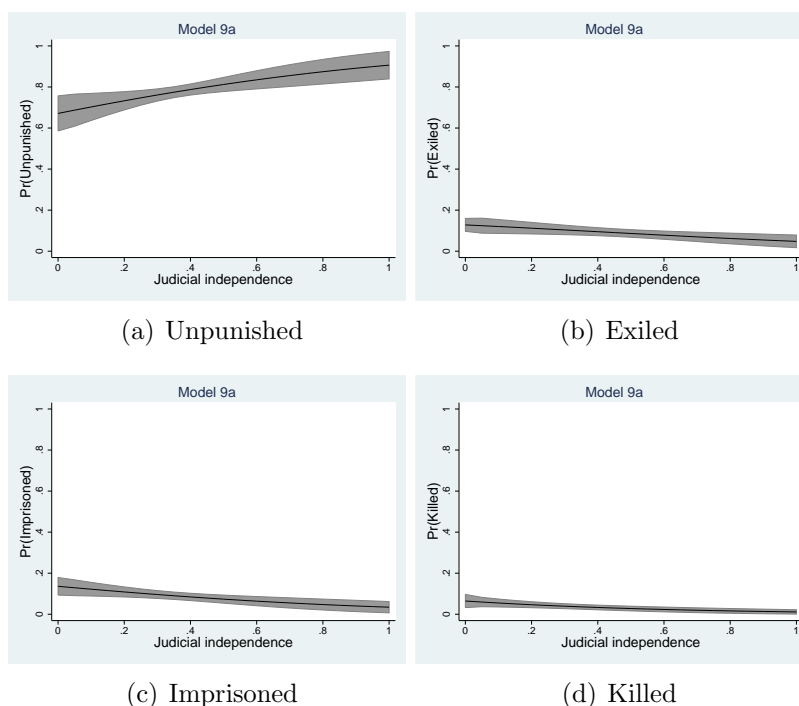 Model 9a
Pr(Unpunished)
1
.8
.6
.4
.2
0
0 .2 .4 .6 .8 1
Judicial independence
(a) Unpunished
Model 9a
Pr(Exiled)
1
.8
.6
.4
.2
0
0 .2 .4 .6 .8 1
Judicial independence
(b) Exiled
Model 9a
Pr(Imprisoned)
1
.8
.6
.4
.2
0
0 .2 .4 .6 .8 1
Judicial independence
(c) Imprisoned
Model 9a
Pr(Killed)
1
.8
.6
.4
.2
0
0 .2 .4 .6 .8 1
Judicial independence
(d) Killed